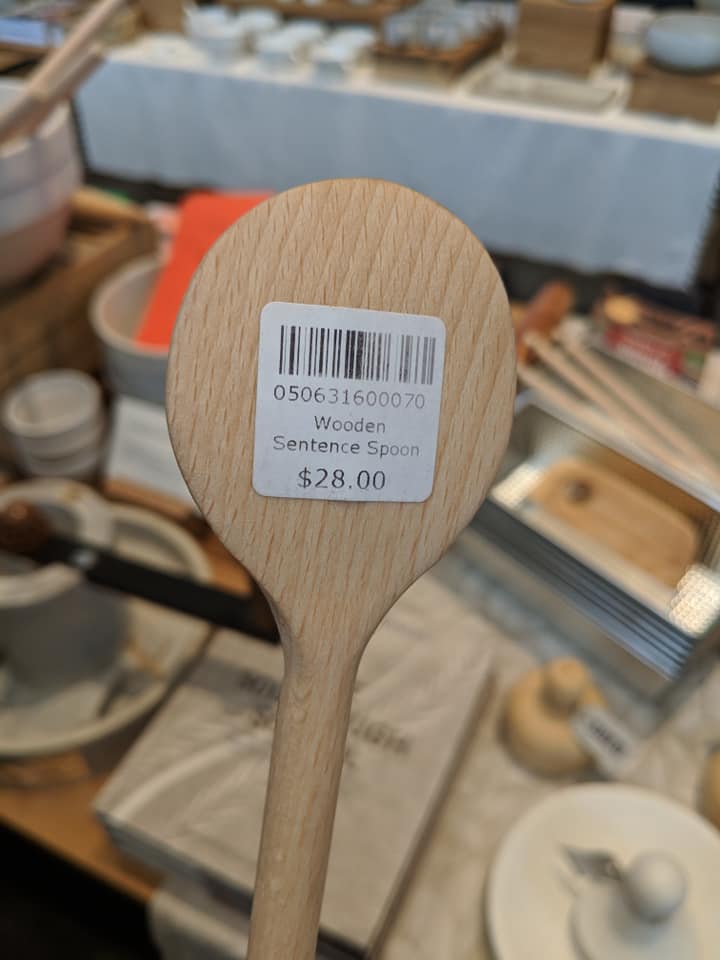 050631600070
Wooden
Sentence Spoon
$28.00